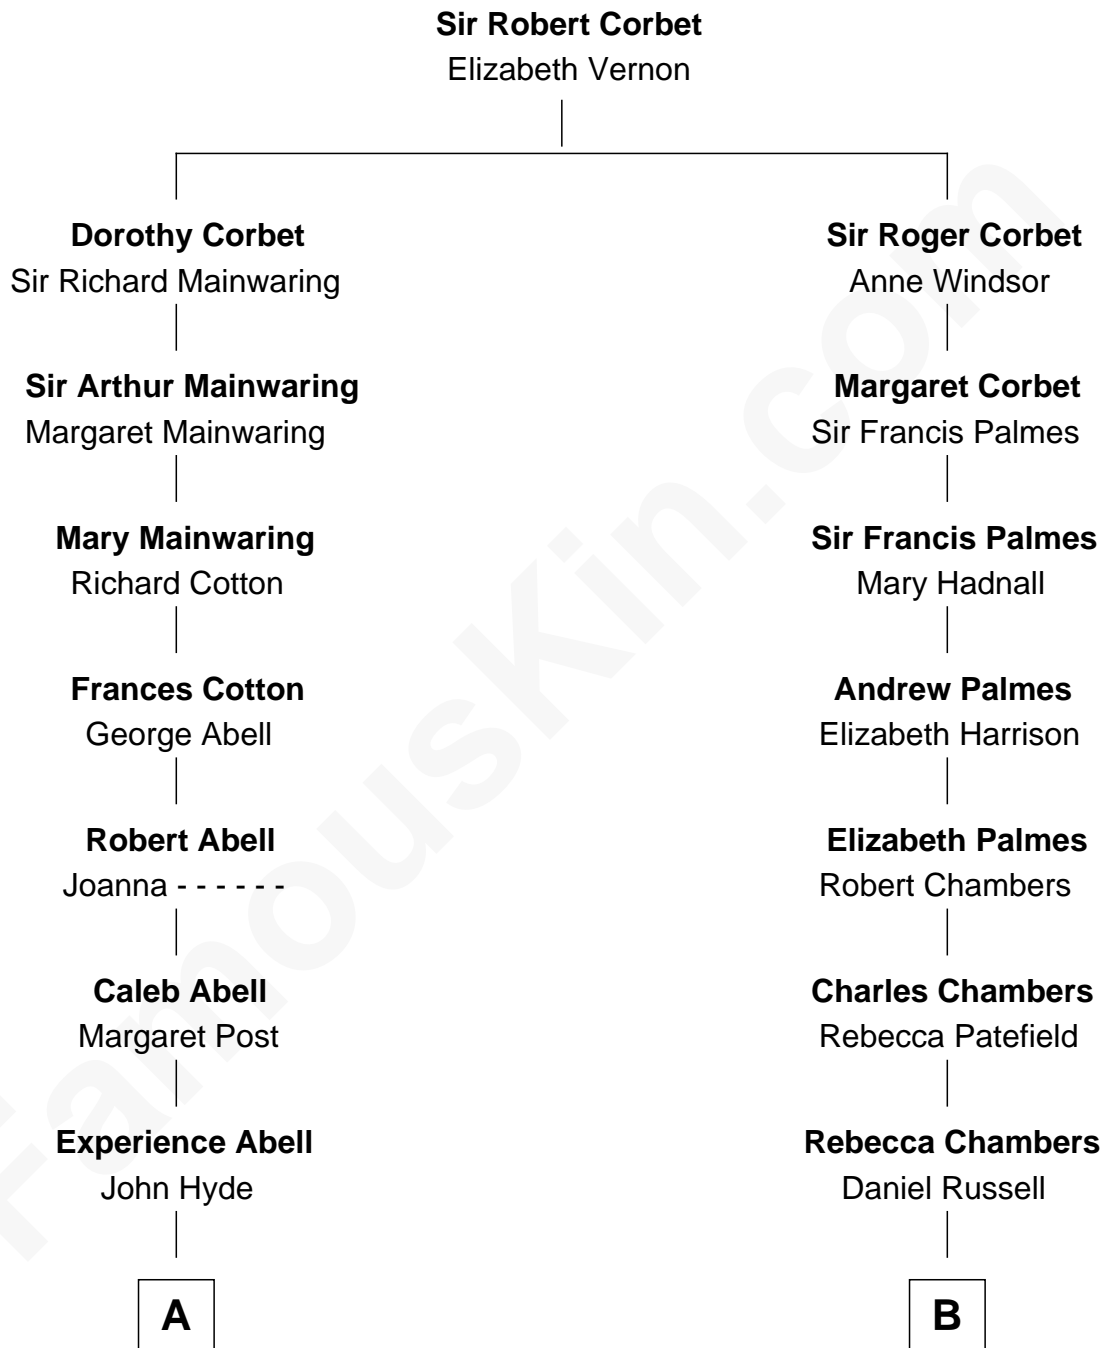 Sir Robert Corbet
Elizabeth Vernon
Dorothy Corbet
Sir Richard Mainwaring
Sir Arthur Mainwaring
Margaret Mainwaring
Mary Mainwaring
Richard Cotton
Frances Cotton
George Abell
Robert Abell
Joanna - - - - - -
Caleb Abell
Margaret Post
Experience Abell
John Hyde
A
Sir Roger Corbet
Anne Windsor
Margaret Corbet
Sir Francis Palmes
Sir Francis Palmes
Mary Hadnall
Andrew Palmes
Elizabeth Harrison
Elizabeth Palmes
Robert Chambers
Charles Chambers
Rebecca Patefield
Rebecca Chambers
Daniel Russell
B
FamousKin.com